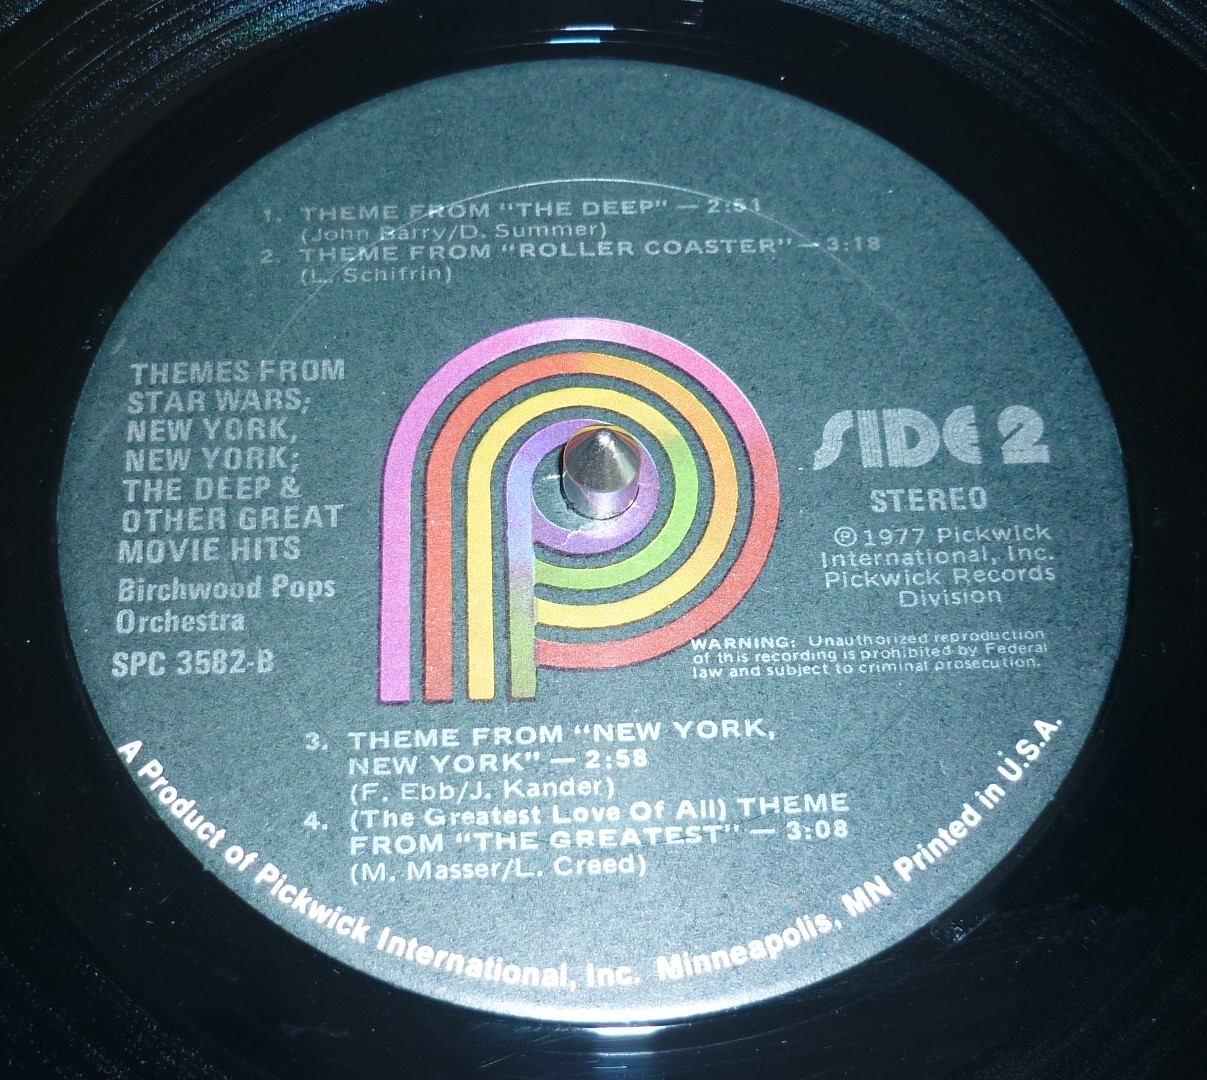 1. THEME FROM "THE DEEP" — 2:51
(John Barry/D. Summer)
2. THEME FROM "ROLLER COASTER" — 3:18
(L. Schifrin)
THEMES FROM
STAR WARS;
NEW YORK,
NEW YORK;
THE DEEP &
OTHER GREAT
MOVIE HITS
Birchwood Pops
Orchestra
SPC 3582-B
SIDE 2
STEREO
℗ 1977 Pickwick
International, Inc.
Pickwick Records
Division
WARNING: Unauthorized reproduction
of this recording is prohibited by Federal
law and subject to criminal prosecution.
3. THEME FROM "NEW YORK,
NEW YORK" — 2:58
(F. Ebb/J. Kander)
4. (The Greatest Love Of All) THEME
FROM "THE GREATEST" — 3:08
(M. Masser/L. Creed)
A Product of Pickwick International, Inc. Minneapolis, MN Printed in U.S.A.